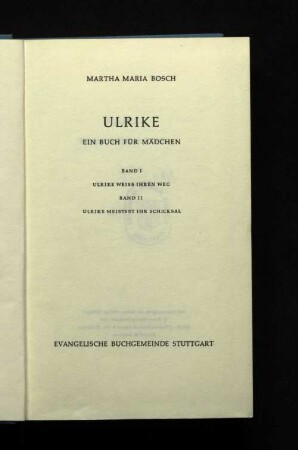 MARTHA MARIA BOSCH
ULRIKE
EIN BUCH FÜR MÄDCHEN
BAND I
ULRIKE WEISS IHREN WEG
BAND II
ULRIKE MEISTERT IHR SCHICKSAL
EVANGELISCHE BUCHGEMEINDE STUTTGART